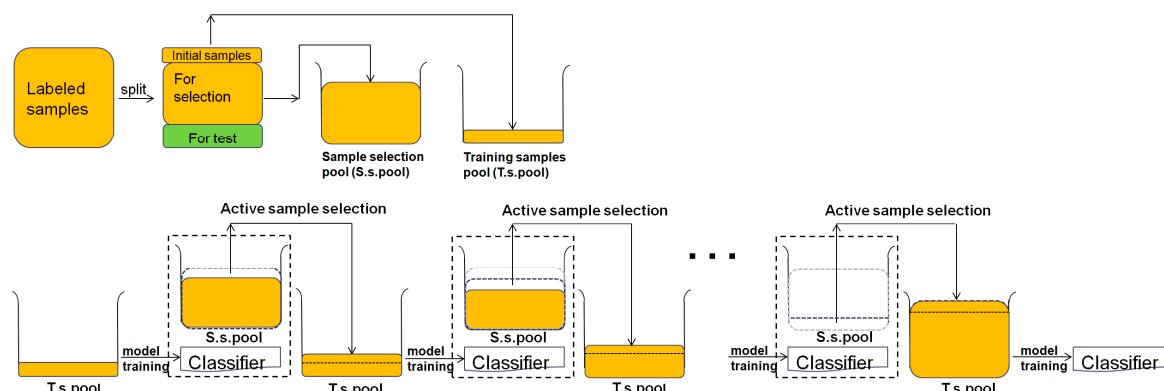 Labeled
samples
split
Initial samples
For
selection
For test
Sample selection
pool (S.s.pool)
Training samples
pool (T.s.pool)
Active sample selection
Active sample selection
Active sample selection
. . .
S.s.pool
S.s.pool
S.s.pool
model
training
Classifier
model
training
Classifier
model
training
Classifier
model
training
Classifier
T.s.pool
T.s.pool
T.s.pool
T.s.pool